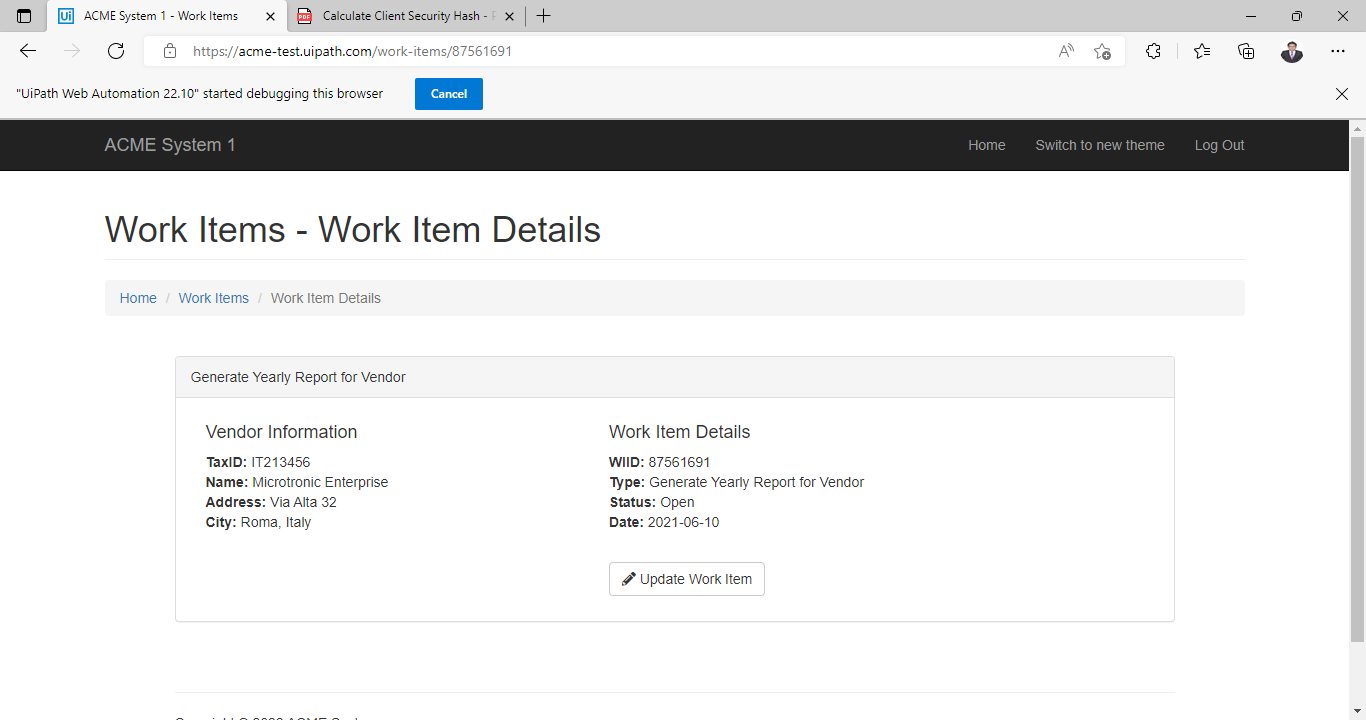 ACME System 1 - Work Items
Calculate Client Security Hash -
https://acme-test.uipath.com/work-items/87561691
"UiPath Web Automation 22.10" started debugging this browser
Cancel
ACME System 1
Home
Switch to new theme
Log Out
Work Items - Work Item Details
Home / Work Items / Work Item Details
Generate Yearly Report for Vendor
Vendor Information
TaxID: IT213456
Name: Microtronic Enterprise
Address: Via Alta 32
City: Roma, Italy
Work Item Details
WIID: 87561691
Type: Generate Yearly Report for Vendor
Status: Open
Date: 2021-06-10
Update Work Item